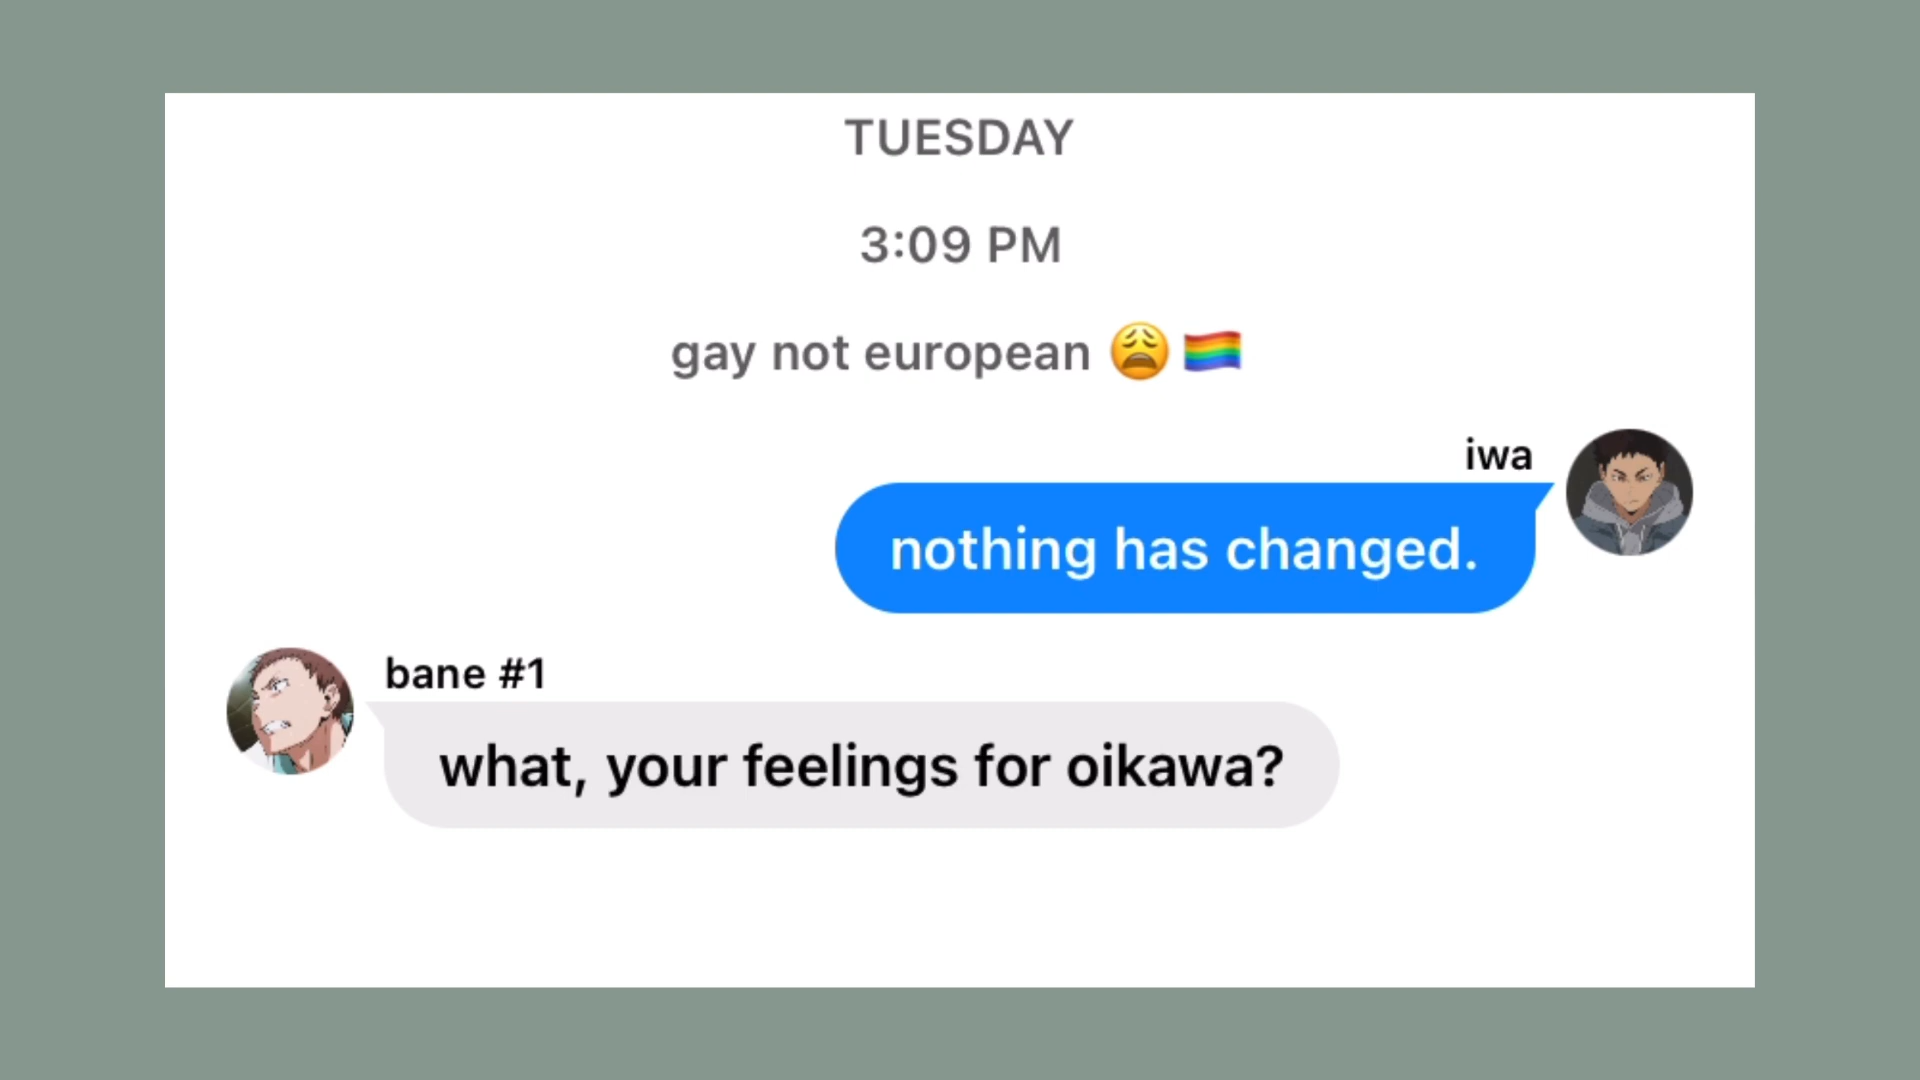 TUESDAY
3:09 PM
gay not european 😩 🏳️‍🌈
iwa
nothing has changed.
bane #1
what, your feelings for oikawa?